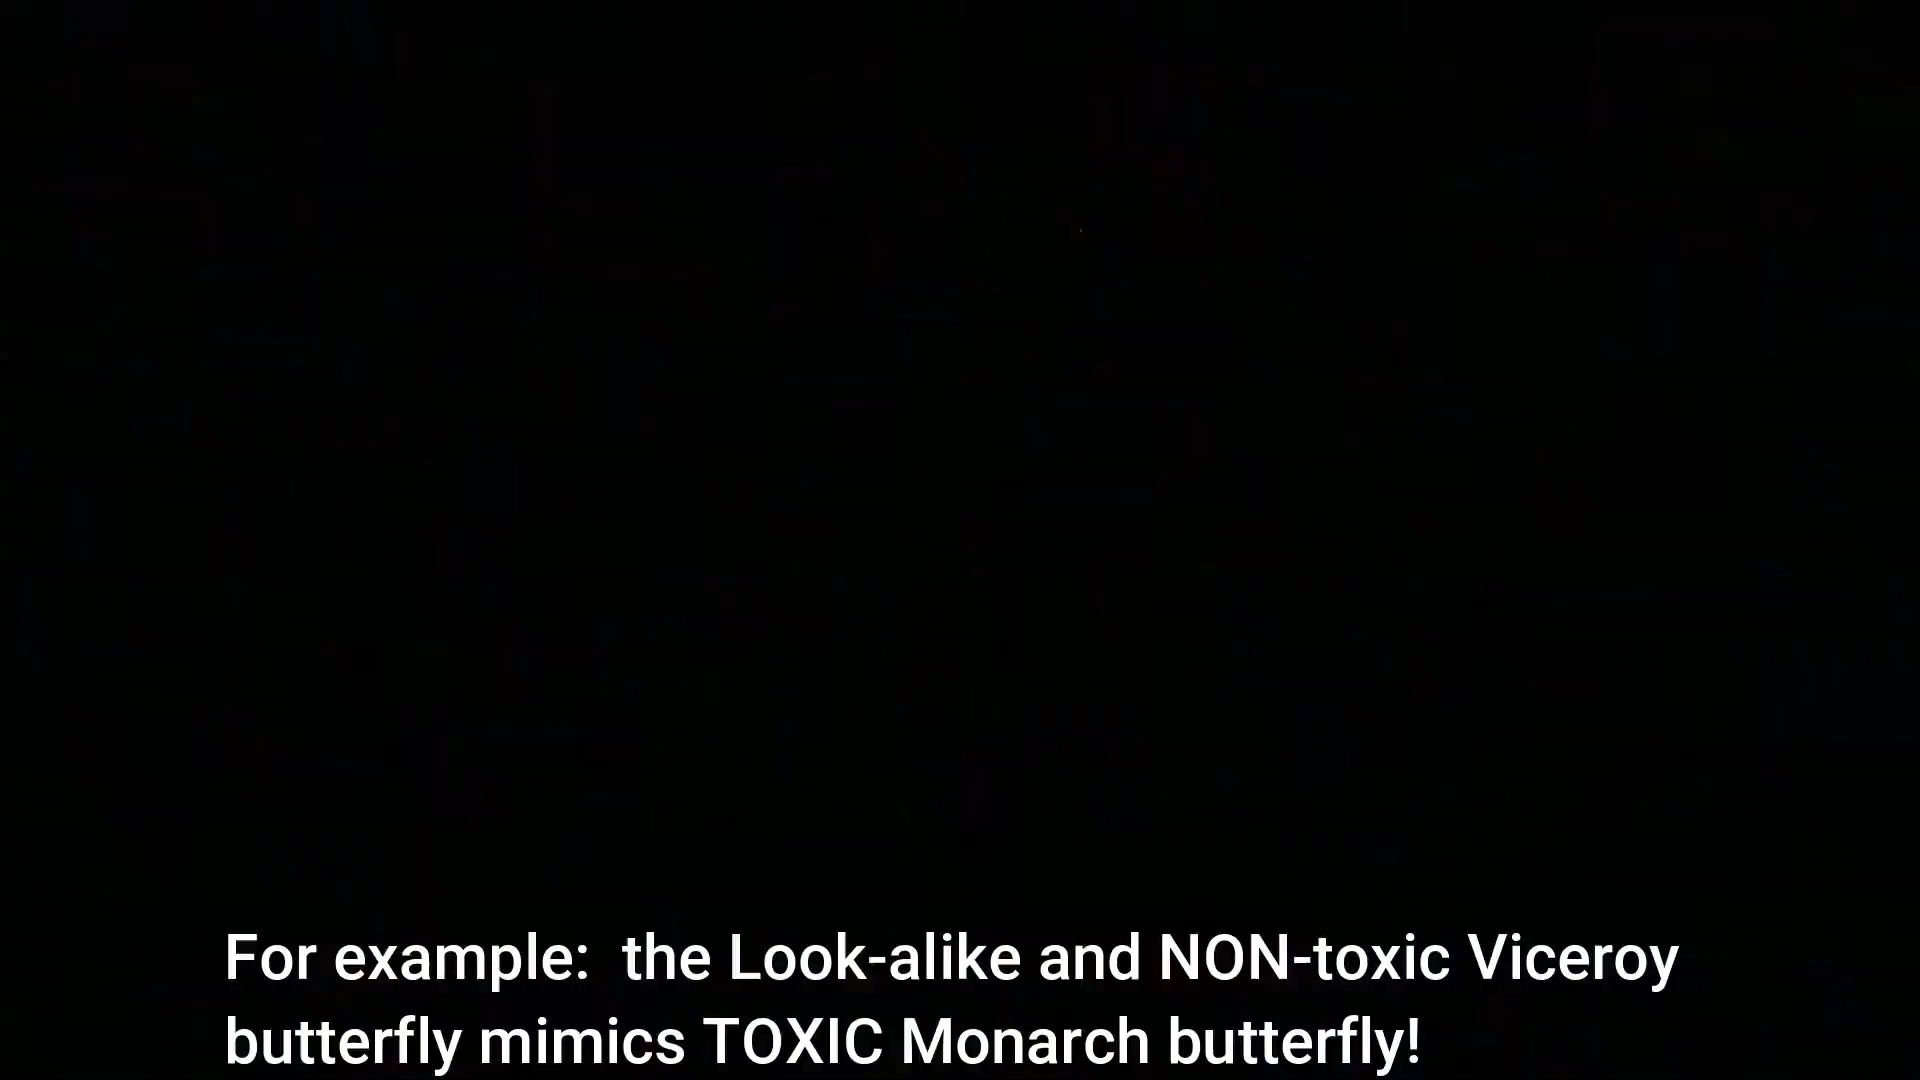 For example:  the Look-alike and NON-toxic Viceroy
butterfly mimics TOXIC Monarch butterfly!